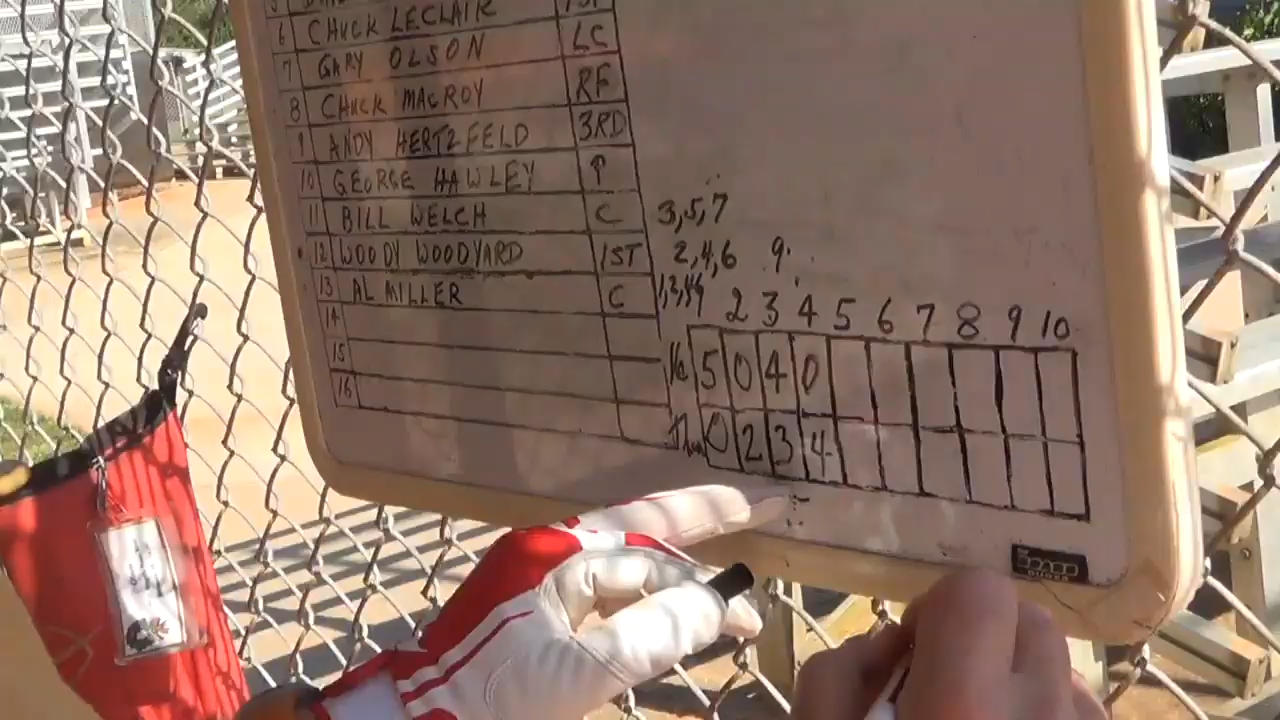 6 CHUCK LECLAIR
7 GARY OLSON LC
8 CHUCK MACROY RF
9 ANDY HERTZFELD 3RD
10 GEORGE HAWLEY P
11 BILL WELCH C 3,5,7
12 WOODY WOODYARD 1ST 2,4,6 9
13 AL MILLER C
14
15
16
2 3 4 5 6 7 8 9 10
5 0 4 0
0 2 3 4